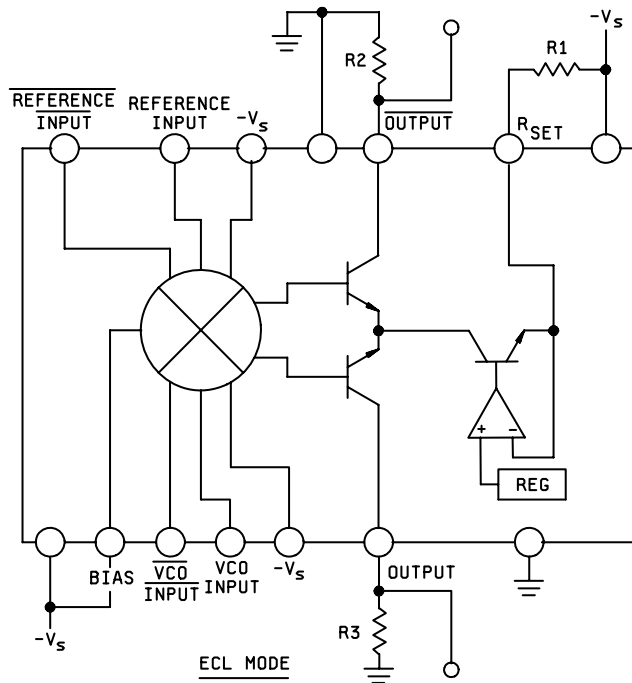 -Vs
R1
R2
REFERENCE
INPUT
REFERENCE
INPUT
-Vs
OUTPUT
RSET
+
-
REG
BIAS
VCO
INPUT
VCO
INPUT
-Vs
OUTPUT
-Vs
R3
ECL MODE